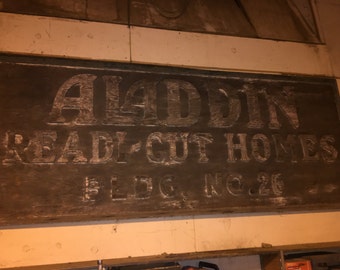 ALADDIN
READI-CUT HOMES
BLDG. NO. 26